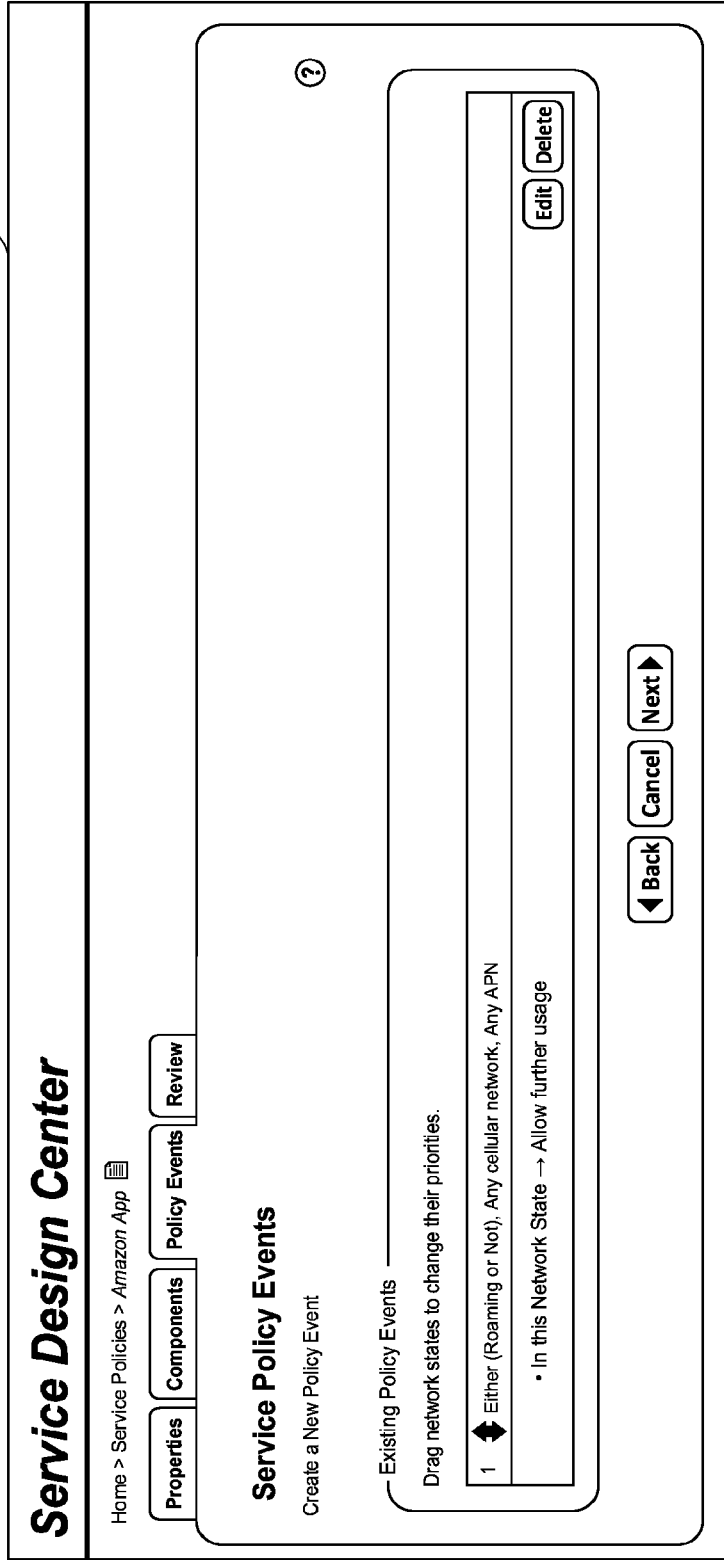 Service Design Center
Home > Service Policies > Amazon App
Properties Components Policy Events Review
Service Policy Events
Create a New Policy Event
?
Existing Policy Events
Drag network states to change their priorities.
1 Either (Roaming or Not), Any cellular network, Any APN
• In this Network State → Allow further usage
Edit Delete
Back Cancel Next